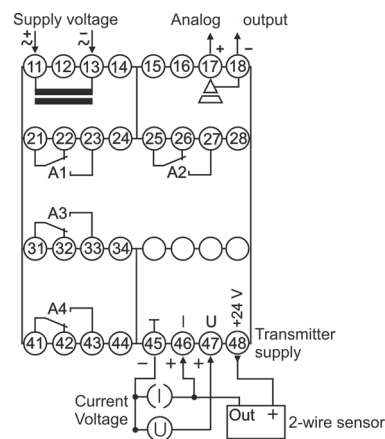 Supply voltage Analog output
~+ ~− + −
11 12 13 14 15 16 17 18
21 22 23 24 25 26 27 28
A1 A2
A3
31 32 33 34
A4
41 42 43 44 45 46 47 48
I U +24 V
Transmitter
supply
− + +
Current
Voltage
I
U
Out +
2-wire sensor